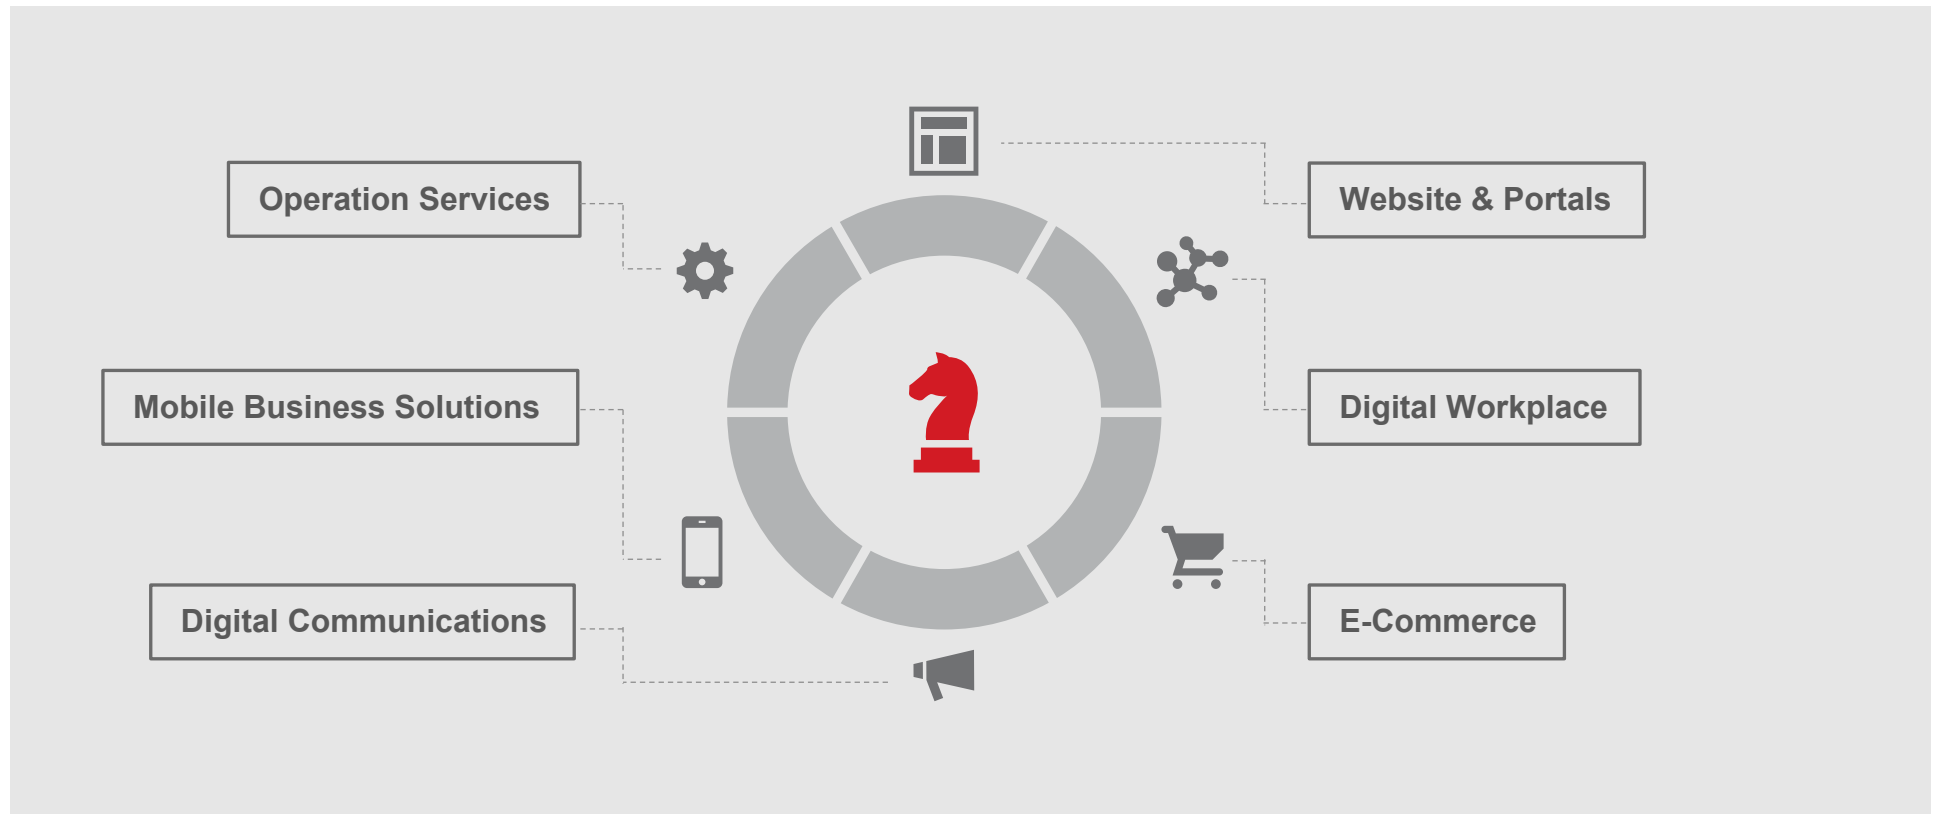 Operation Services
Website & Portals
Mobile Business Solutions
Digital Workplace
Digital Communications
E-Commerce